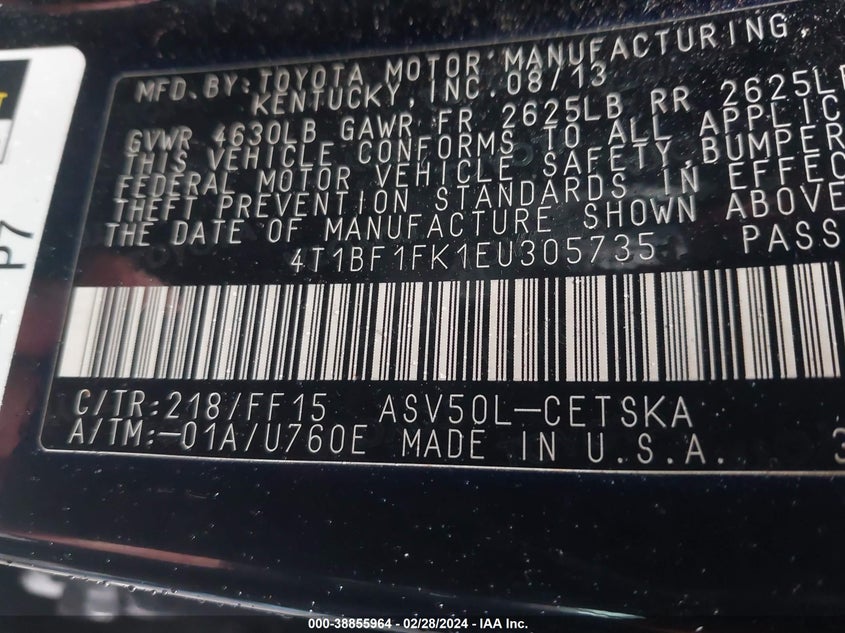 MFD. BY: TOYOTA MOTOR MANUFACTURING,
KENTUCKY, INC. 08/13
GVWR 4630LB GAWR FR 2625LB RR 2625LB
THIS VEHICLE CONFORMS TO ALL APPLIC
FEDERAL MOTOR VEHICLE SAFETY, BUMPER
THEFT PREVENTION STANDARDS IN EFFEC
THE DATE OF MANUFACTURE SHOWN ABOVE
4T1BF1FK1EU305735 PASS
C/TR:218/FF15 ASV50L-CETSKA
A/TM:-01A/U760E MADE IN U.S.A.
P7
000-38855964 - 02/28/2024 - IAA Inc.